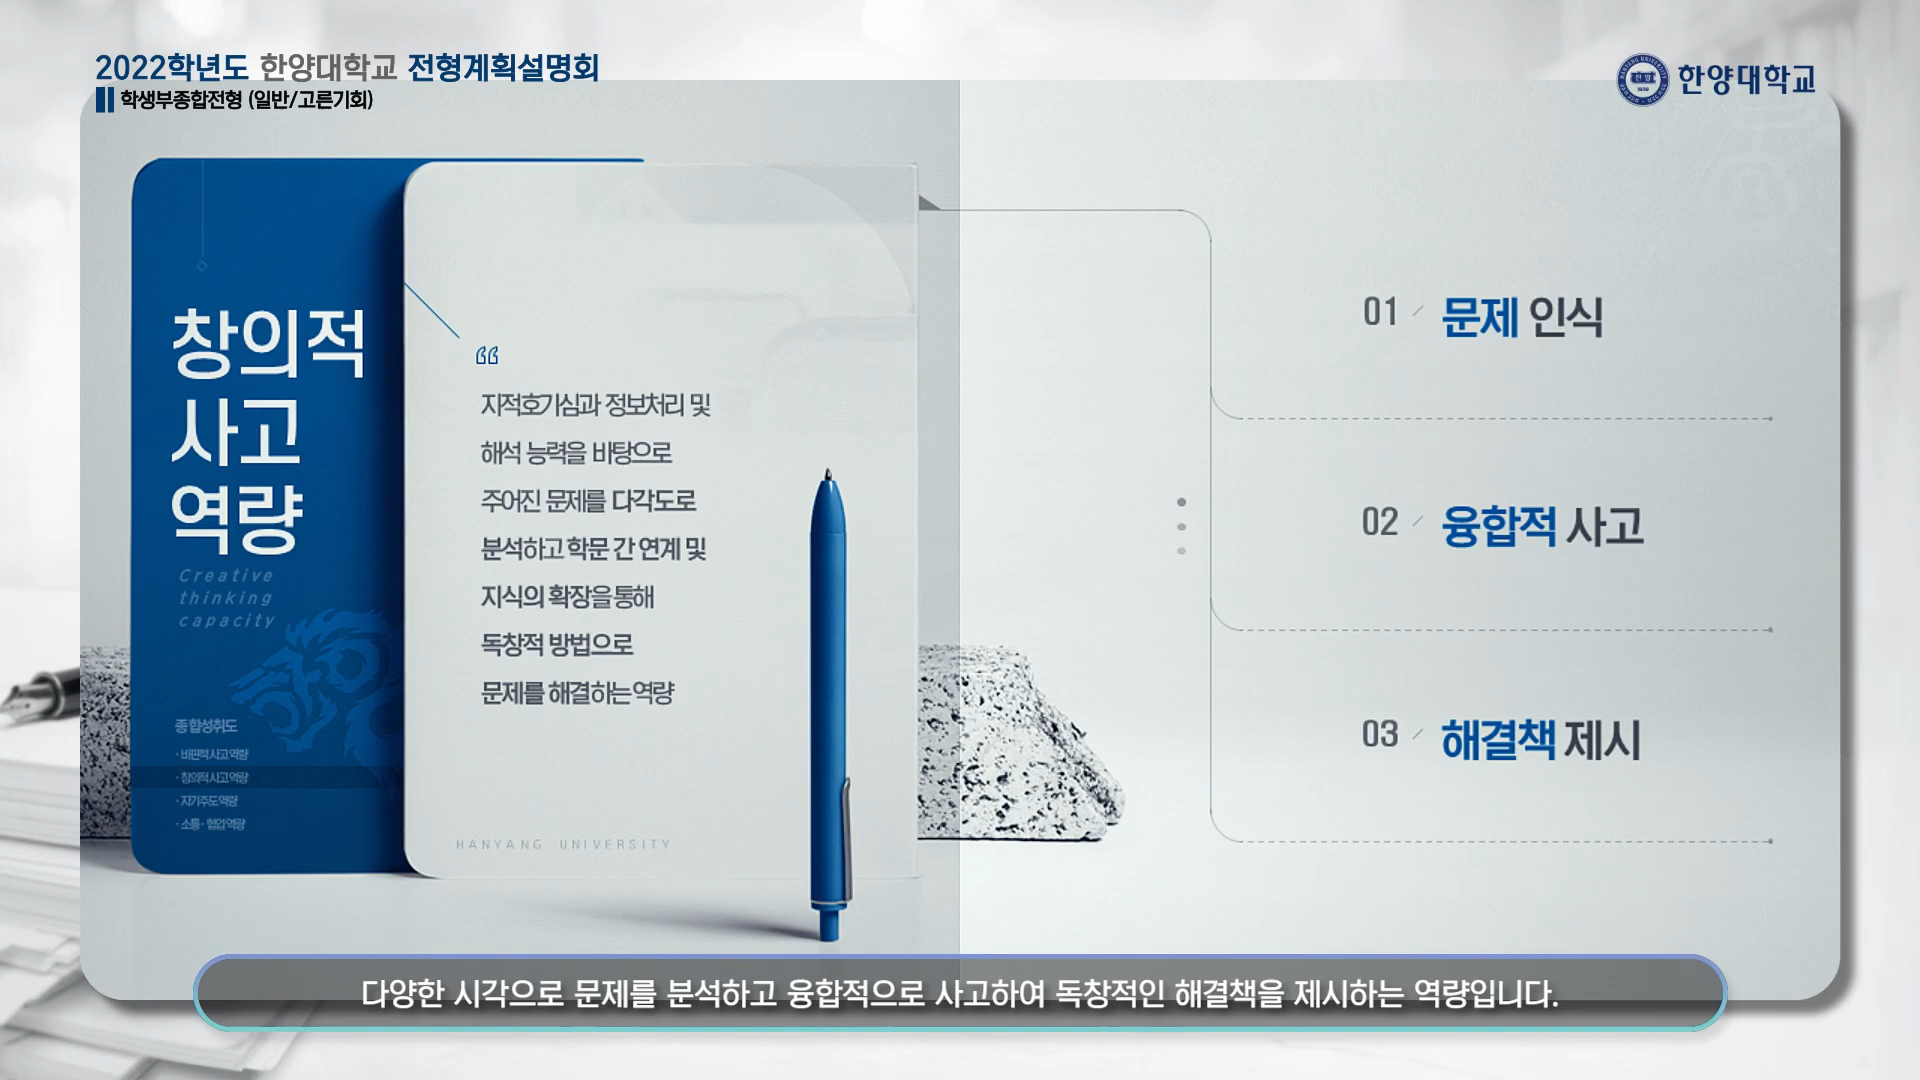 2022학년도 한양대학교 전형계획설명회
학생부종합전형 (일반/고른기회)
한양대학교
창의적
사고
역량
Creative
thinking
capacity
종합성취도
· 비판적 사고 역량
· 창의적 사고 역량
· 자기주도 역량
· 소통 · 협업 역량
지적호기심과 정보처리 및
해석 능력을 바탕으로
주어진 문제를 다각도로
분석하고 학문 간 연계 및
지식의 확장을 통해
독창적 방법으로
문제를 해결하는 역량
HANYANG UNIVERSITY
01 / 문제 인식
02 / 융합적 사고
03 / 해결책 제시
다양한 시각으로 문제를 분석하고 융합적으로 사고하여 독창적인 해결책을 제시하는 역량입니다.